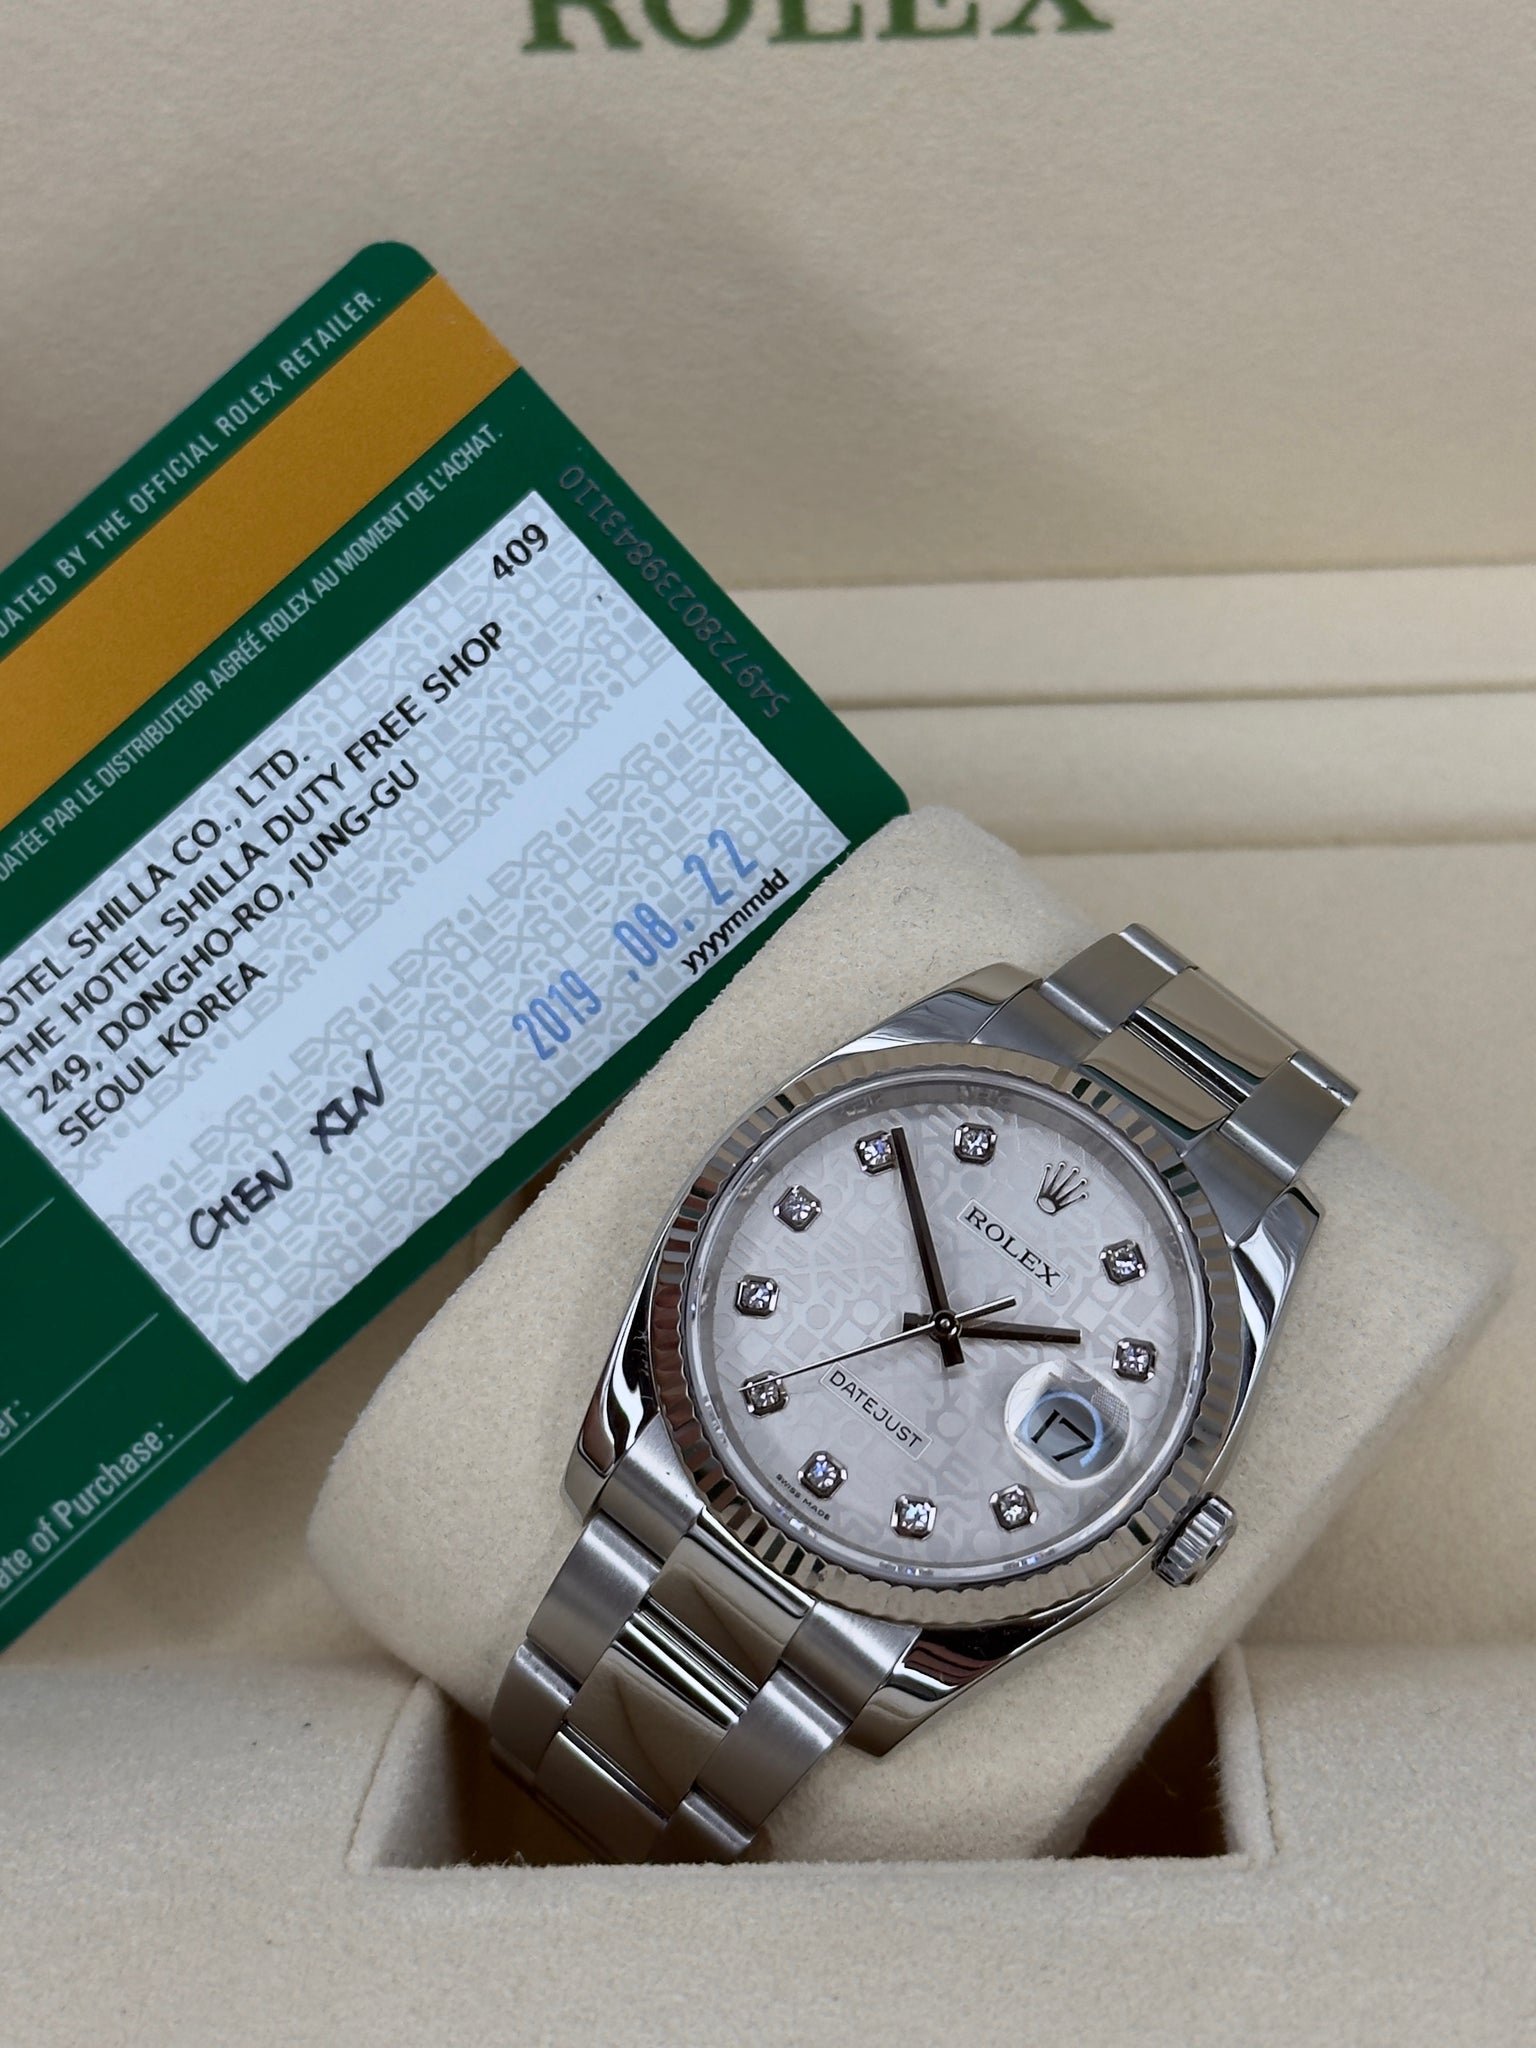 ROLEX
DATED BY THE OFFICIAL ROLEX RETAILER.
DATÉE PAR LE DISTRIBUTEUR AGRÉÉ ROLEX AU MOMENT DE L'ACHAT.
5497280239843110
409
HOTEL SHILLA CO., LTD.
THE HOTEL SHILLA DUTY FREE SHOP
249, DONGHO-RO, JUNG-GU
SEOUL KOREA
2019.08.22
yyyymmdd
CHEN XIN
Date of Purchase:
ROLEX
DATEJUST
17
SWISS MADE